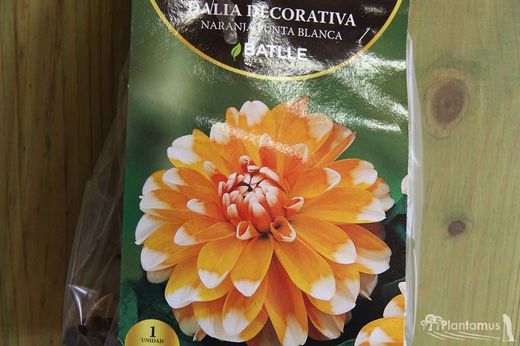 DALIA DECORATIVA
NARANJA PUNTA BLANCA
BATLLE
1
UNIDAD
Plantamus